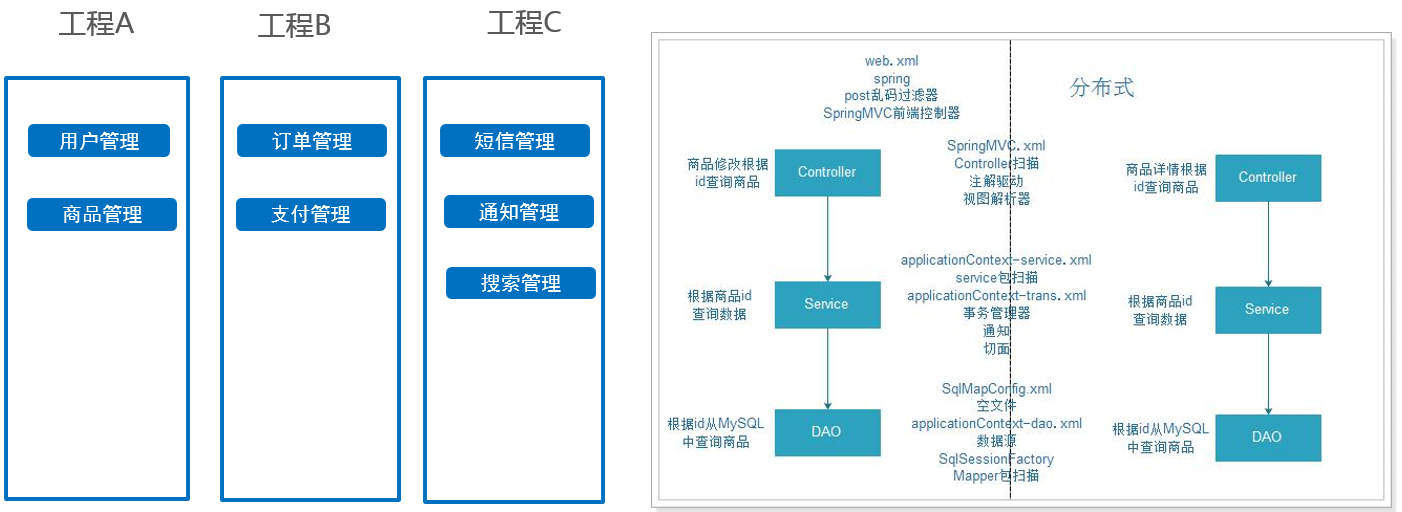 工程A
工程B
工程C
用户管理
商品管理
订单管理
支付管理
短信管理
通知管理
搜索管理
web.xml
spring
post乱码过滤器
SpringMVC前端控制器
分布式
商品修改根据
id查询商品
Controller
SpringMVC.xml
Controller扫描
注解驱动
视图解析器
商品详情根据
id查询商品
Controller
根据商品id
查询数据
Service
applicationContext-service.xml
service包扫描
applicationContext-trans.xml
事务管理器
通知
切面
根据商品id
查询数据
Service
根据id从MySQL
中查询商品
DAO
SqlMapConfig.xml
空文件
applicationContext-dao.xml
数据源
SqlSessionFactory
Mapper包扫描
根据id从MySQL
中查询商品
DAO